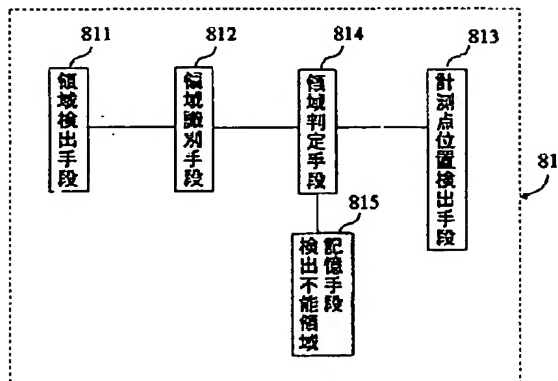 811
812
814
813
領域検出手段
領域識別手段
領域判定手段
計測点位置検出手段
81
815
検出不能領域
記憶手段